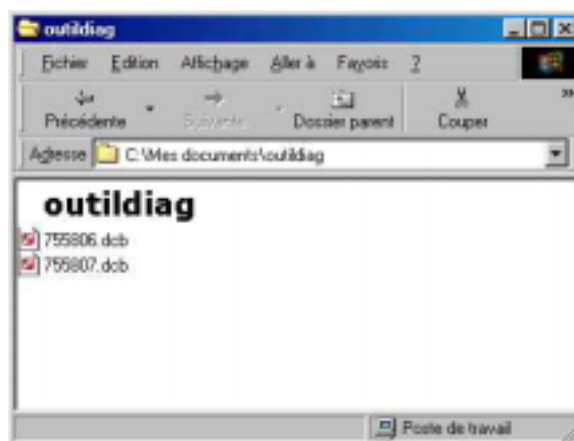 outildiag
Fichier Edition Affichage Aller à Favoris ?
Précédente Suivante Dossier parent Couper »
Adresse C:\Mes documents\outildiag
outildiag
755806.dcb
755807.dcb
Poste de travail